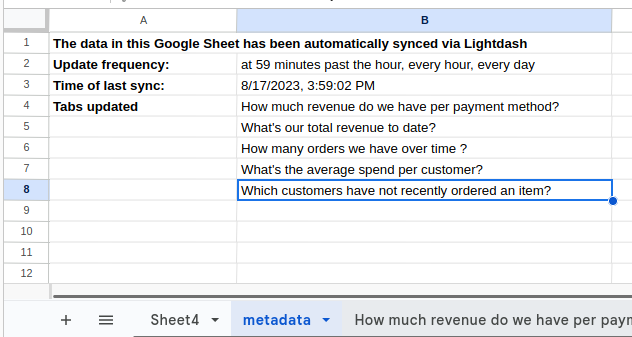 A B
1 The data in this Google Sheet has been automatically synced via Lightdash
2 Update frequency: at 59 minutes past the hour, every hour, every day
3 Time of last sync: 8/17/2023, 3:59:02 PM
4 Tabs updated How much revenue do we have per payment method?
5 What's our total revenue to date?
6 How many orders we have over time ?
7 What's the average spend per customer?
8 Which customers have not recently ordered an item?
9
10
11
12
+ Sheet4 metadata How much revenue do we have per paym